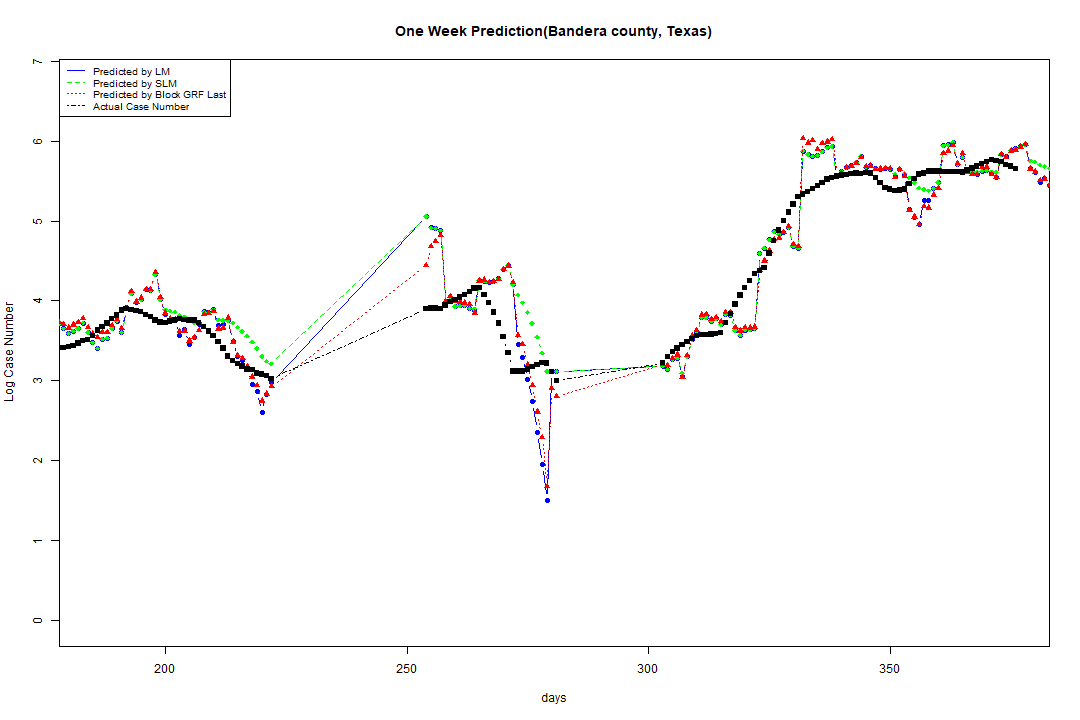 One Week Prediction(Bandera county, Texas)
Predicted by LM
Predicted by SLM
Predicted by Block GRF Last
Actual Case Number
7
6
5
4
3
2
1
0
Log Case Number
200 250 300 350
days